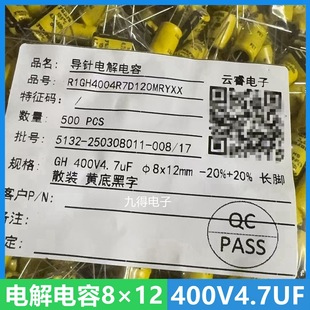 品名: 导针电解电容
云睿电子
品号: R1GH4004R7D120MRYXX
特征码: /
数量: 500 PCS
批号: 5132-250308011-008/17
规格: GH 400V4.7uF φ8x12mm -20%+20% 长脚
散装 黄底黑字
客户P/N:
九得电子
备注:
QC
PASS
电解电容8×12
400V4.7UF